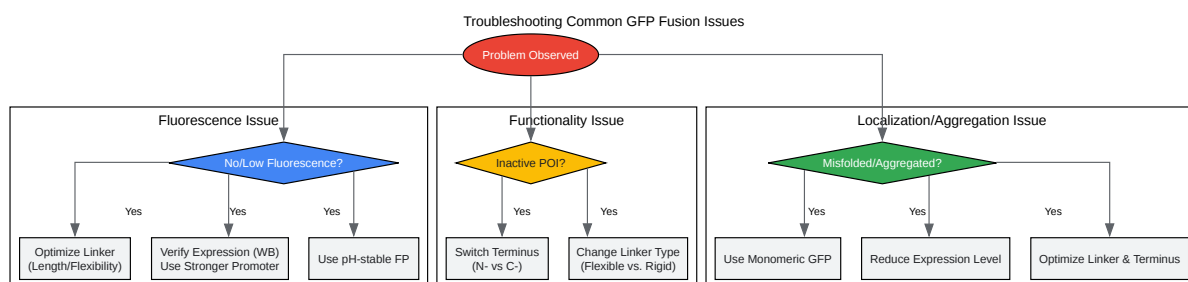 Troubleshooting Common GFP Fusion Issues
Problem Observed
Fluorescence Issue
Functionality Issue
Localization/Aggregation Issue
No/Low Fluorescence?
Inactive POI?
Misfolded/Aggregated?
Yes
Yes
Yes
Yes
Yes
Yes
Yes
Yes
Optimize Linker
(Length/Flexibility)
Verify Expression (WB)
Use Stronger Promoter
Use pH-stable FP
Switch Terminus
(N- vs C-)
Change Linker Type
(Flexible vs. Rigid)
Use Monomeric GFP
Reduce Expression Level
Optimize Linker & Terminus